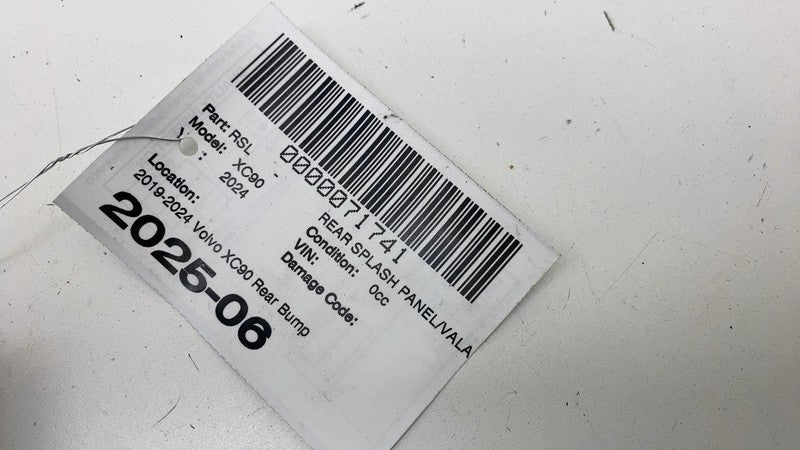 0000071741
Part: RSL - REAR SPLASH PANEL/VALA
Model: XC90 Condition: 0cc
2024 VIN:
Damage Code:
Location:
2019-2024 Volvo XC90 Rear Bump
2025-06